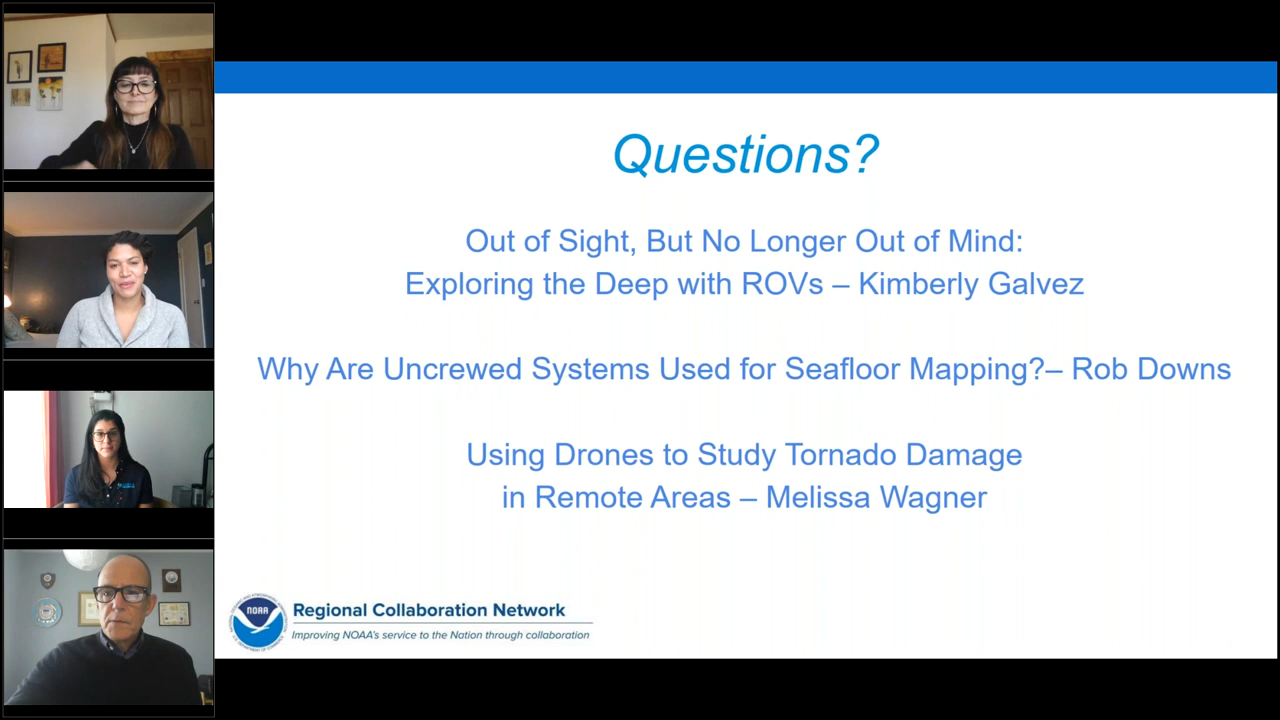 Questions?
Out of Sight, But No Longer Out of Mind:
Exploring the Deep with ROVs – Kimberly Galvez
Why Are Uncrewed Systems Used for Seafloor Mapping?– Rob Downs
Using Drones to Study Tornado Damage
in Remote Areas – Melissa Wagner
NOAA
Regional Collaboration Network
Improving NOAA's service to the Nation through collaboration